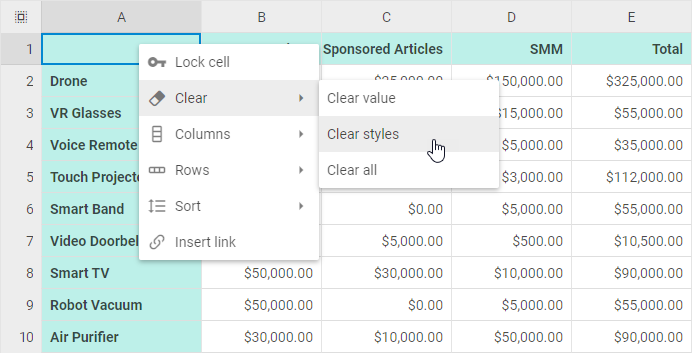 A B C D E
1 Sponsored Articles SMM Total
Lock cell
2 Drone $150,000.00 $325,000.00
Clear Clear value
3 VR Glasses $15,000.00 $55,000.00
4 Voice Remote Columns Clear styles $5,000.00 $35,000.00
5 Touch Projecto Rows Clear all $3,000.00 $112,000.00
6 Smart Band Sort $0.00 $5,000.00 $55,000.00
7 Video Doorbel Insert link $5,000.00 $500.00 $10,500.00
8 Smart TV $50,000.00 $30,000.00 $10,000.00 $90,000.00
9 Robot Vacuum $50,000.00 $0.00 $5,000.00 $55,000.00
10 Air Purifier $30,000.00 $10,000.00 $50,000.00 $90,000.00